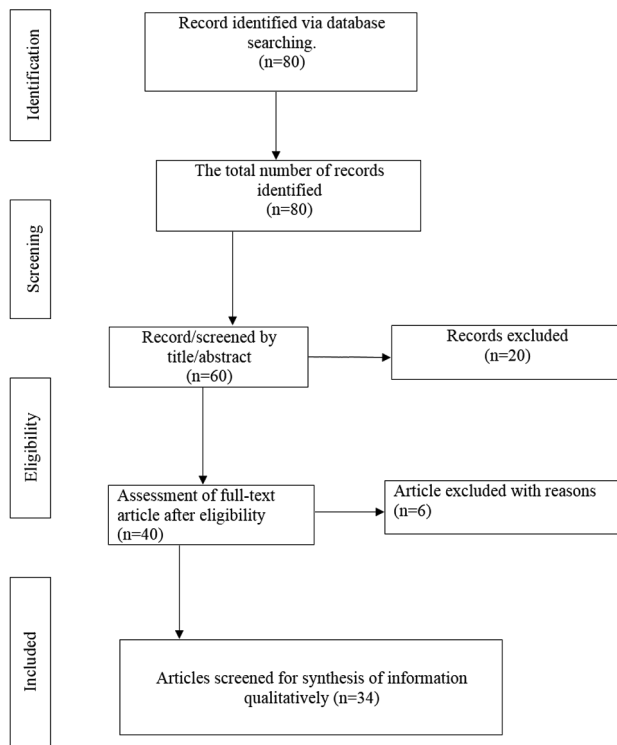 Identification
Record identified via database
searching.
(n=80)
The total number of records
identified
(n=80)
Screening
Record/screened by
title/abstract
(n=60)
Records excluded
(n=20)
Eligibility
Assessment of full-text
article after eligibility
(n=40)
Article excluded with reasons
(n=6)
Included
Articles screened for synthesis of information
qualitatively (n=34)